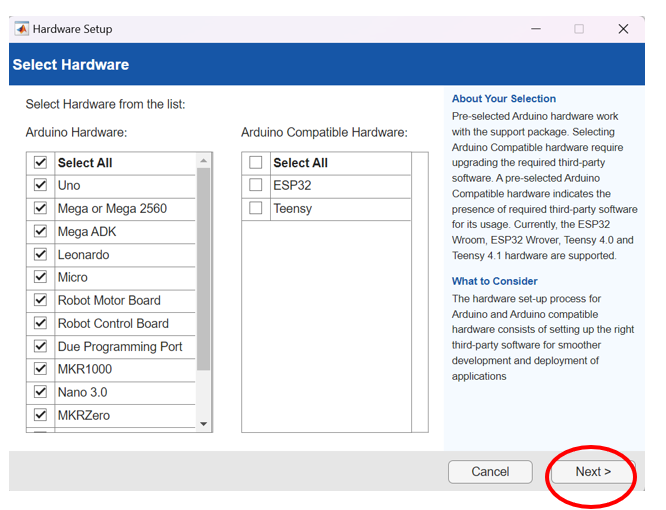 Hardware Setup
Select Hardware
Select Hardware from the list:
Arduino Hardware:
Select All
Uno
Mega or Mega 2560
Mega ADK
Leonardo
Micro
Robot Motor Board
Robot Control Board
Due Programming Port
MKR1000
Nano 3.0
MKRZero
Arduino Compatible Hardware:
Select All
ESP32
Teensy
About Your Selection
Pre-selected Arduino hardware work
with the support package. Selecting
Arduino Compatible hardware require
upgrading the required third-party
software. A pre-selected Arduino
Compatible hardware indicates the
presence of required third-party software
for its usage. Currently, the ESP32
Wroom, ESP32 Wrover, Teensy 4.0 and
Teensy 4.1 hardware are supported.
What to Consider
The hardware set-up process for
Arduino and Arduino compatible
hardware consists of setting up the right
third-party software for smoother
development and deployment of
applications
Cancel
Next >